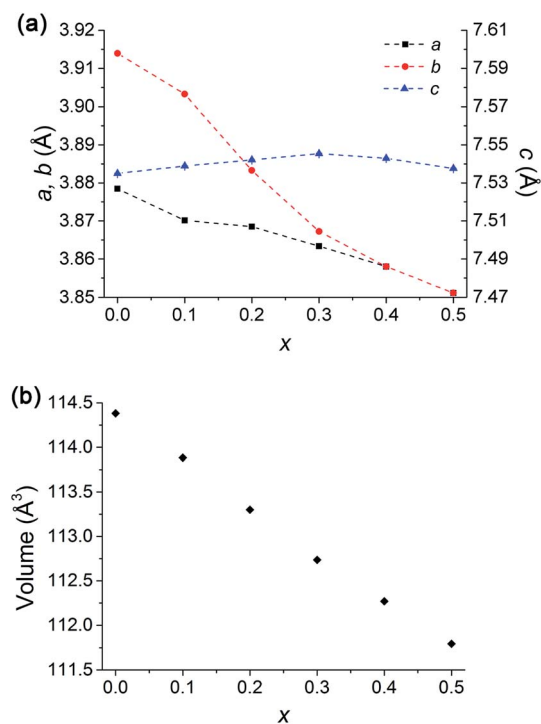 (a)
3.92
3.91
3.90
3.89
3.88
3.87
3.86
3.85
a, b (Å)
a
b
c
7.61
7.59
7.57
7.55
7.53
7.51
7.49
7.47
c (Å)
0.0 0.1 0.2 0.3 0.4 0.5
x
(b)
114.5
114.0
113.5
113.0
112.5
112.0
111.5
Volume (Å³)
0.0 0.1 0.2 0.3 0.4 0.5
x